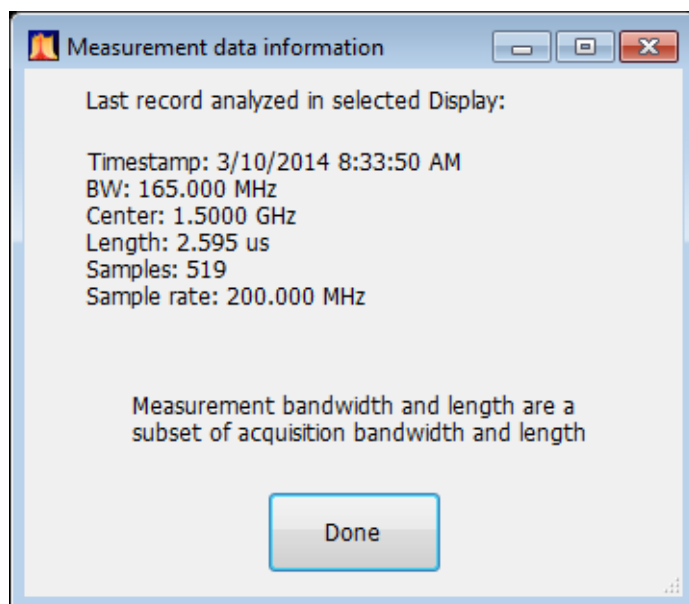 Measurement data information
Last record analyzed in selected Display:
Timestamp: 3/10/2014 8:33:50 AM
BW: 165.000 MHz
Center: 1.5000 GHz
Length: 2.595 us
Samples: 519
Sample rate: 200.000 MHz
Measurement bandwidth and length are a
subset of acquisition bandwidth and length
Done